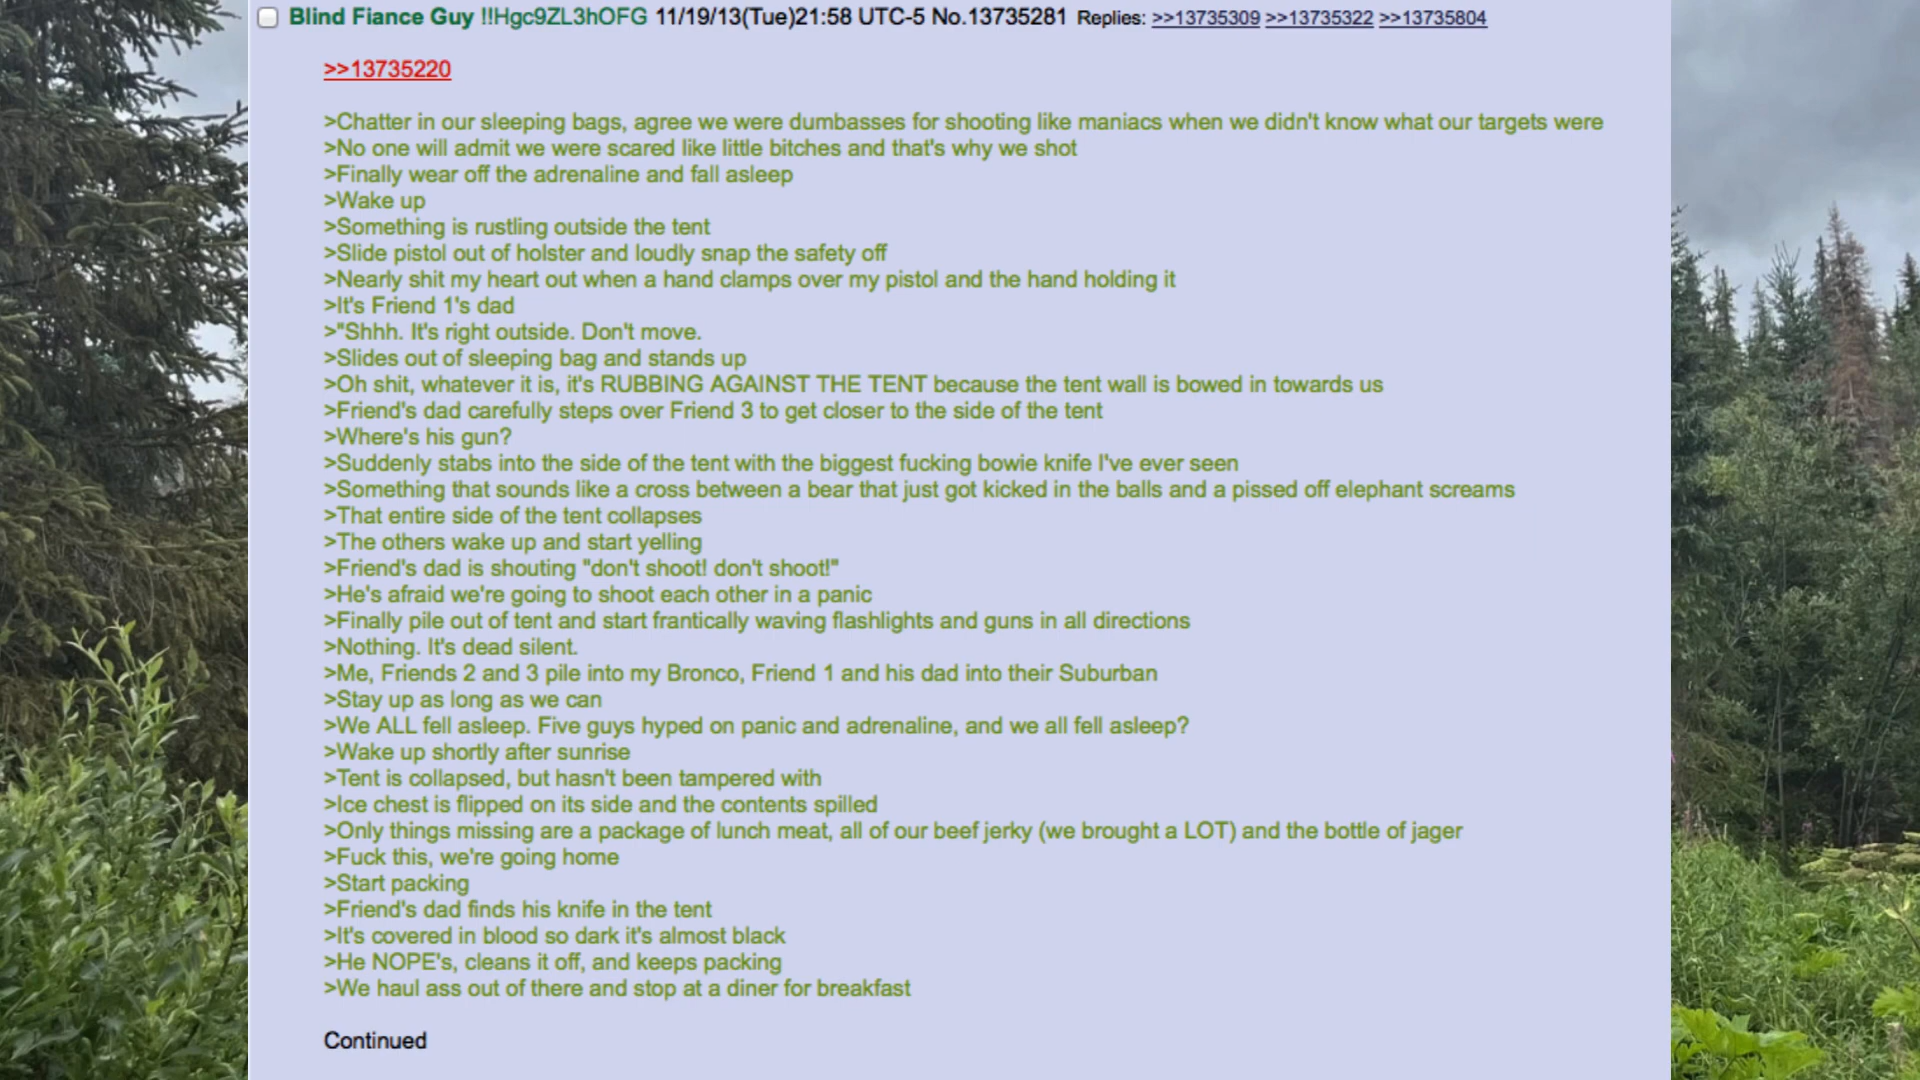 Blind Fiance Guy !!Hgc9ZL3hOFG 11/19/13(Tue)21:58 UTC-5 No.13735281 Replies: >>13735309 >>13735322 >>13735804
>>13735220
>Chatter in our sleeping bags, agree we were dumbasses for shooting like maniacs when we didn't know what our targets were
>No one will admit we were scared like little bitches and that's why we shot
>Finally wear off the adrenaline and fall asleep
>Wake up
>Something is rustling outside the tent
>Slide pistol out of holster and loudly snap the safety off
>Nearly shit my heart out when a hand clamps over my pistol and the hand holding it
>It's Friend 1's dad
>"Shhh. It's right outside. Don't move.
>Slides out of sleeping bag and stands up
>Oh shit, whatever it is, it's RUBBING AGAINST THE TENT because the tent wall is bowed in towards us
>Friend's dad carefully steps over Friend 3 to get closer to the side of the tent
>Where's his gun?
>Suddenly stabs into the side of the tent with the biggest fucking bowie knife I've ever seen
>Something that sounds like a cross between a bear that just got kicked in the balls and a pissed off elephant screams
>That entire side of the tent collapses
>The others wake up and start yelling
>Friend's dad is shouting "don't shoot! don't shoot!"
>He's afraid we're going to shoot each other in a panic
>Finally pile out of tent and start frantically waving flashlights and guns in all directions
>Nothing. It's dead silent.
>Me, Friends 2 and 3 pile into my Bronco, Friend 1 and his dad into their Suburban
>Stay up as long as we can
>We ALL fell asleep. Five guys hyped on panic and adrenaline, and we all fell asleep?
>Wake up shortly after sunrise
>Tent is collapsed, but hasn't been tampered with
>Ice chest is flipped on its side and the contents spilled
>Only things missing are a package of lunch meat, all of our beef jerky (we brought a LOT) and the bottle of jager
>Fuck this, we're going home
>Start packing
>Friend's dad finds his knife in the tent
>It's covered in blood so dark it's almost black
>He NOPE's, cleans it off, and keeps packing
>We haul ass out of there and stop at a diner for breakfast
Continued